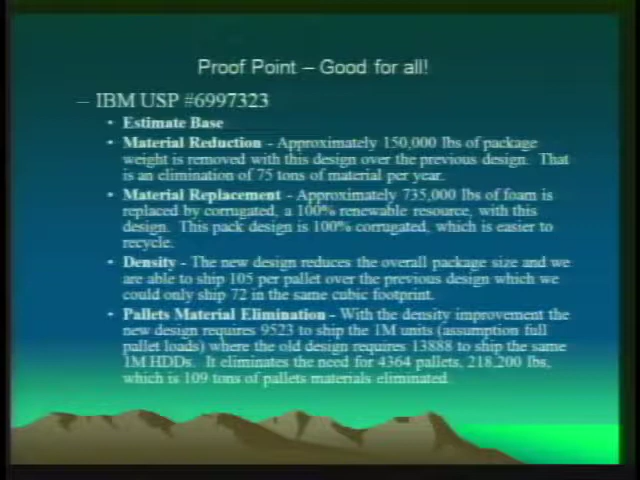 Proof Point – Good for all!
– IBM USP #6997323
• Estimate Base
• Material Reduction - Approximately 150,000 lbs of package
weight is removed with this design over the previous design. That
is an elimination of 75 tons of material per year.
• Material Replacement - Approximately 735,000 lbs of foam is
replaced by corrugated, a 100% renewable resource, with this
design. This pack design is 100% corrugated, which is easier to
recycle.
• Density - The new design reduces the overall package size and we
are able to ship 105 per pallet over the previous design which we
could only ship 72 in the same cubic footprint.
• Pallets Material Elimination - With the density improvement the
new design requires 9523 to ship the 1M units (assumption full
pallet loads) where the old design requires 13888 to ship the same
1M HDDs. It eliminates the need for 4364 pallets, 218,200 lbs,
which is 109 tons of pallets materials eliminated.